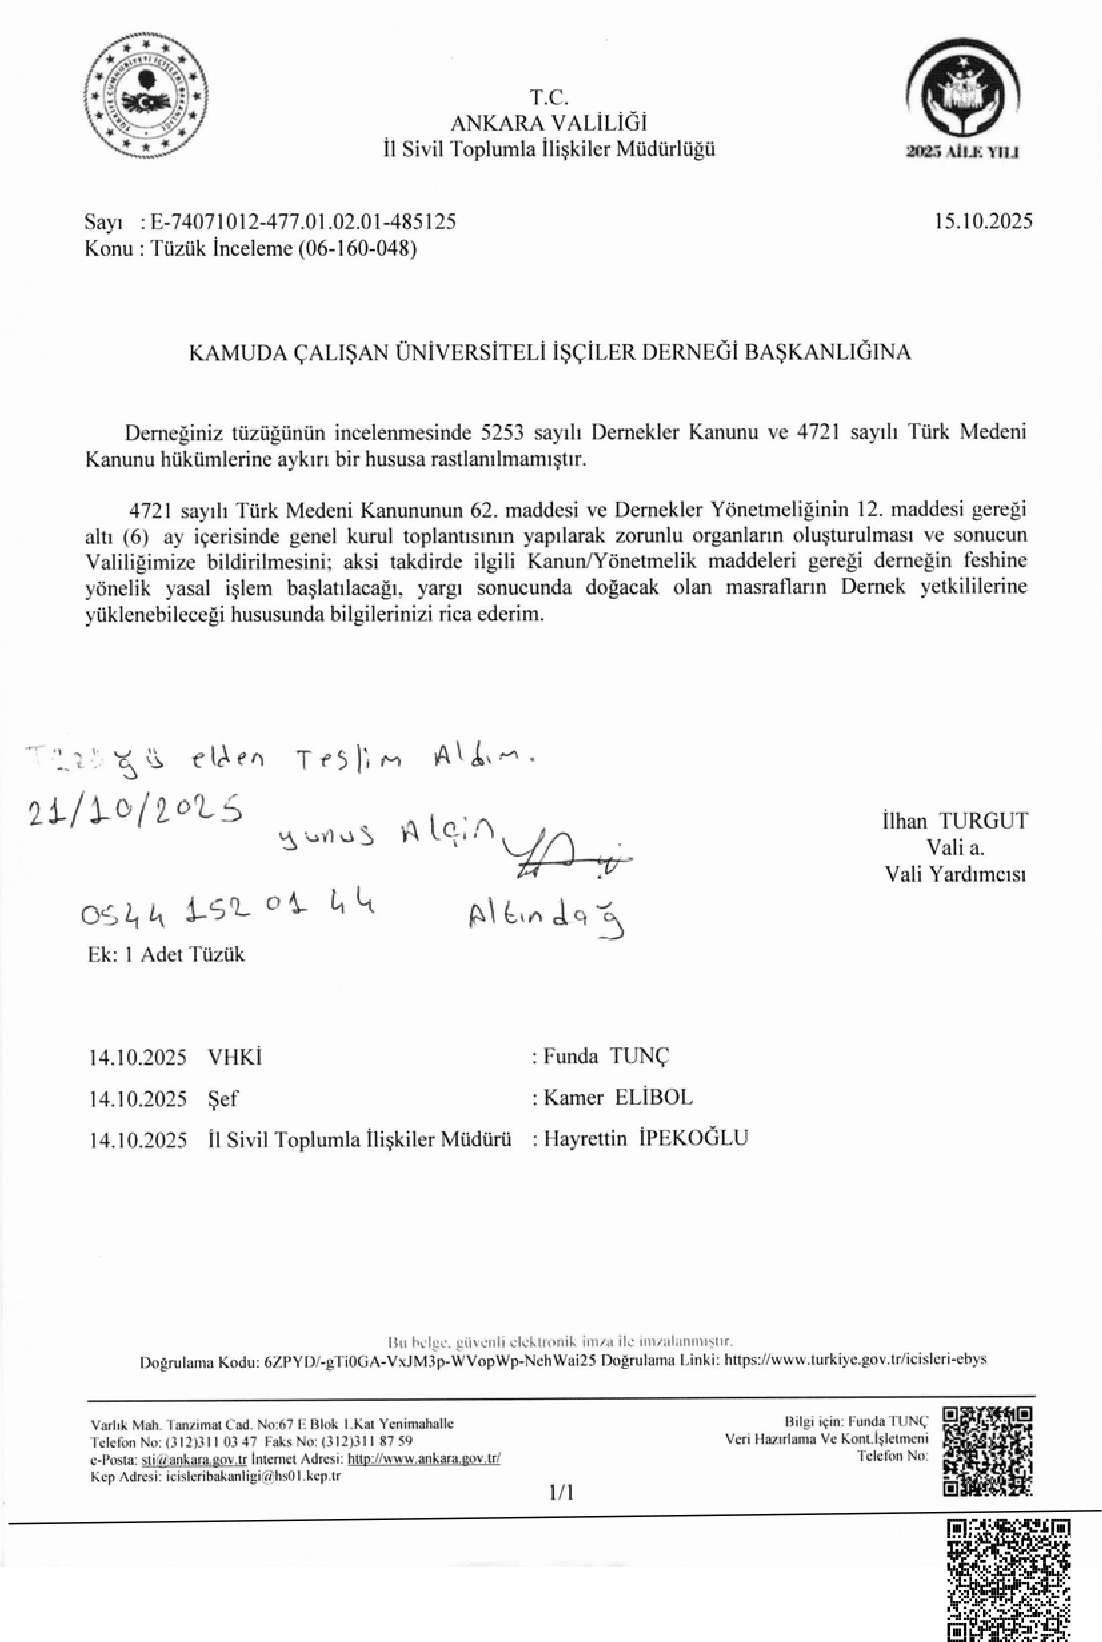 T.C.
ANKARA VALİLİĞİ
İl Sivil Toplumla İlişkiler Müdürlüğü
2025 AİLE YILI
Sayı : E-74071012-477.01.02.01-485125
15.10.2025
Konu : Tüzük İnceleme (06-160-048)
KAMUDA ÇALIŞAN ÜNİVERSİTELİ İŞÇİLER DERNEĞİ BAŞKANLIĞINA
Derneğiniz tüzüğünün incelenmesinde 5253 sayılı Dernekler Kanunu ve 4721 sayılı Türk Medeni
Kanunu hükümlerine aykırı bir hususa rastlanılmamıştır.
4721 sayılı Türk Medeni Kanununun 62. maddesi ve Dernekler Yönetmeliğinin 12. maddesi gereği
altı (6) ay içerisinde genel kurul toplantısının yapılarak zorunlu organların oluşturulması ve sonucun
Valiliğimize bildirilmesini; aksi takdirde ilgili Kanun/Yönetmelik maddeleri gereği derneğin feshine
yönelik yasal işlem başlatılacağı, yargı sonucunda doğacak olan masrafların Dernek yetkililerine
yüklenebileceği hususunda bilgilerinizi rica ederim.
Tüzüğü elden Teslim Aldım.
21/10/2025
Yunus Alçin
0544 152 01 44
Altındağ
İlhan TURGUT
Vali a.
Vali Yardımcısı
Ek: 1 Adet Tüzük
14.10.2025 VHKİ : Funda TUNÇ
14.10.2025 Şef : Kamer ELİBOL
14.10.2025 İl Sivil Toplumla İlişkiler Müdürü : Hayrettin İPEKOĞLU
Bu belge, güvenli elektronik imza ile imzalanmıştır.
Doğrulama Kodu: 6ZPYD/-gTi0GA-VxJM3p-WVopWp-NchWai25 Doğrulama Linki: https://www.turkiye.gov.tr/icisleri-ebys
Varlık Mah. Tanzimat Cad. No:67 E Blok 1.Kat Yenimahalle
Telefon No: (312)311 03 47 Faks No: (312)311 87 59
e-Posta: sti@ankara.gov.tr İnternet Adresi: http://www.ankara.gov.tr/
Kep Adresi: icisleribakanligi@hs01.kep.tr
Bilgi için: Funda TUNÇ
Veri Hazırlama Ve Kont.İşletmeni
Telefon No:
1/1